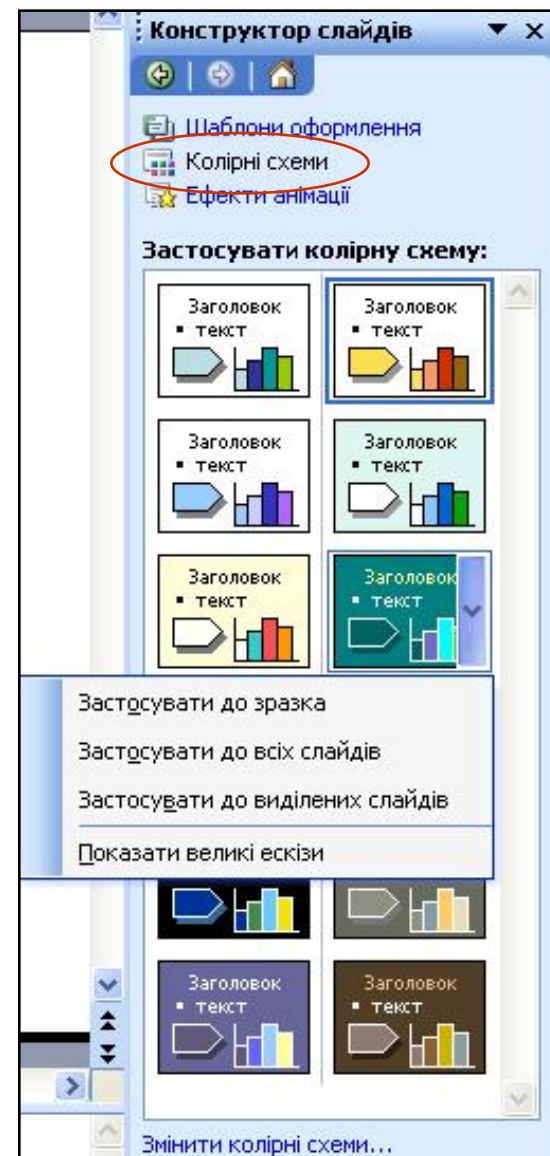 Конструктор слайдів
Шаблони оформлення
Колірні схеми
Ефекти анімації
Застосувати колірну схему:
Заголовок
текст
Заголовок
текст
Заголовок
текст
Заголовок
текст
Заголовок
текст
Заголовок
текст
Застосувати до зразка
Застосувати до всіх слайдів
Застосувати до виділених слайдів
Показати великі ескізи
Заголовок
текст
Заголовок
текст
Змінити колірні схеми...